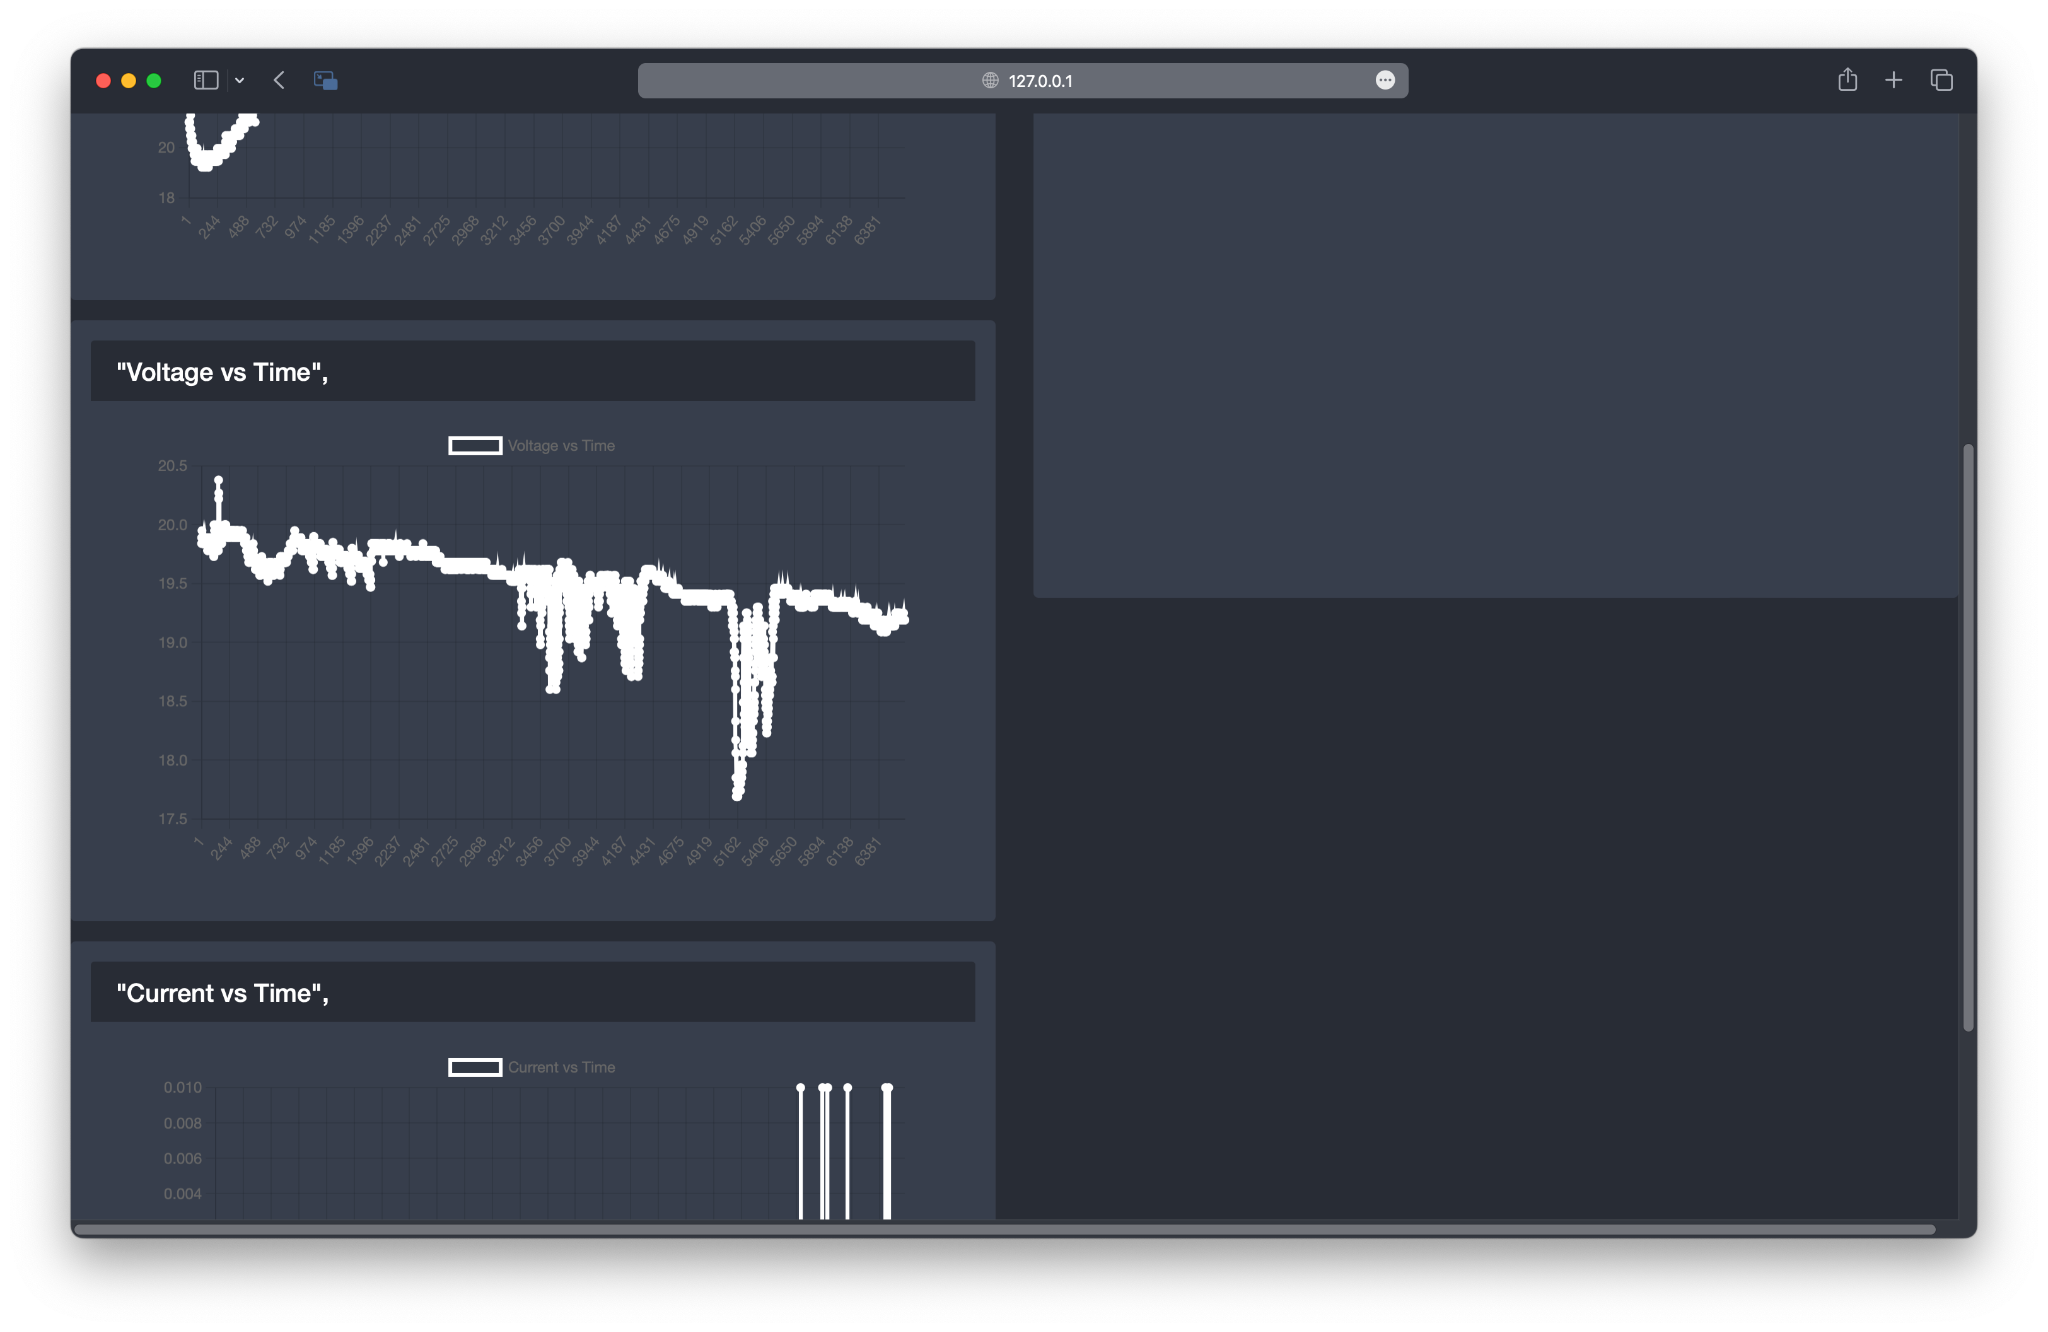 127.0.0.1
20
18
1 244 488 732 974 1185 1396 2237 2481 2725 2968 3212 3456 3700 3944 4187 4431 4675 4919 5162 5406 5650 5894 6138 6381
"Voltage vs Time",
Voltage vs Time
20.5
20.0
19.5
19.0
18.5
18.0
17.5
1 244 488 732 974 1185 1396 2237 2481 2725 2968 3212 3456 3700 3944 4187 4431 4675 4919 5162 5406 5650 5894 6138 6381
"Current vs Time",
Current vs Time
0.010
0.008
0.006
0.004